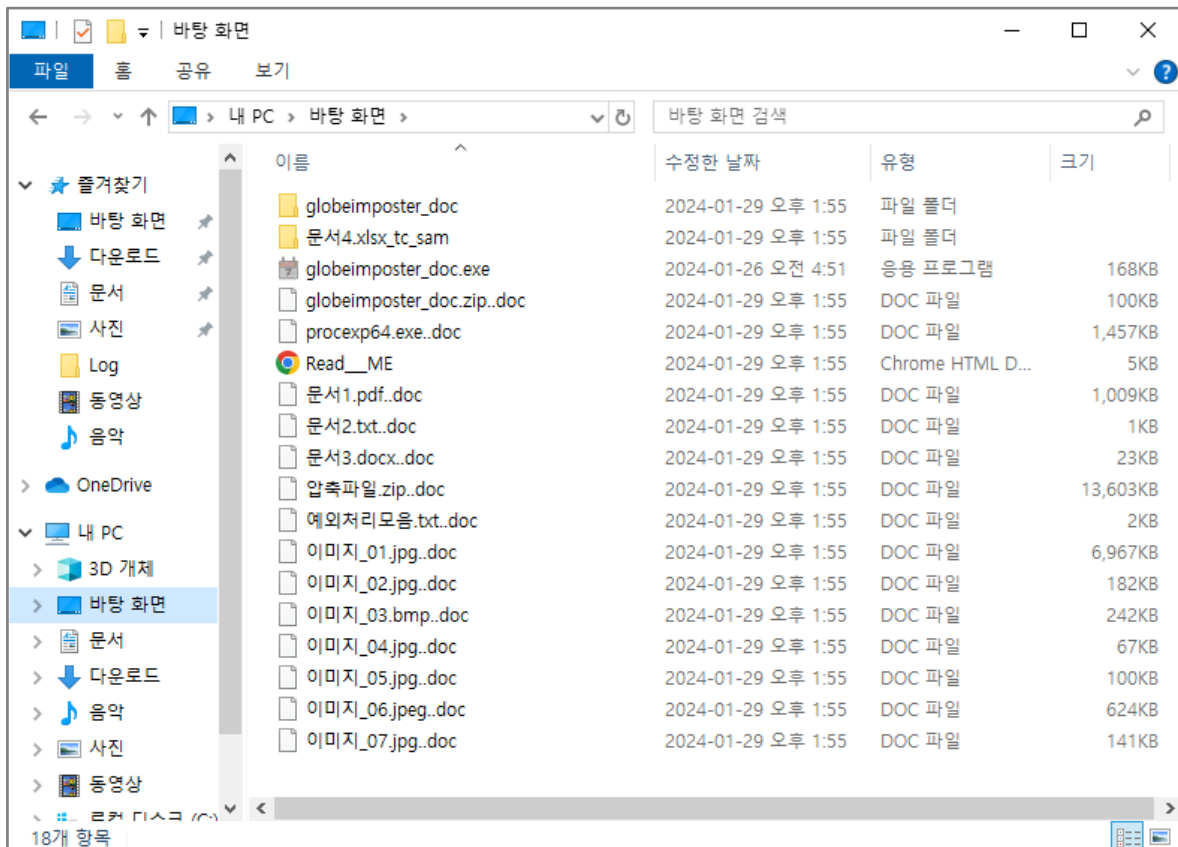 바탕 화면
파일 홈 공유 보기
내 PC 바탕 화면 바탕 화면 검색
이름 수정한 날짜 유형 크기
즐겨찾기
바탕 화면
다운로드
문서
사진
Log
동영상
음악
OneDrive
내 PC
3D 개체
바탕 화면
문서
다운로드
음악
사진
동영상
로컬 디스크 (C:)
globeimposter_doc 2024-01-29 오후 1:55 파일 폴더
문서4.xlsx_tc_sam 2024-01-29 오후 1:55 파일 폴더
globeimposter_doc.exe 2024-01-26 오전 4:51 응용 프로그램 168KB
globeimposter_doc.zip..doc 2024-01-29 오후 1:55 DOC 파일 100KB
procexp64.exe..doc 2024-01-29 오후 1:55 DOC 파일 1,457KB
Read___ME 2024-01-29 오후 1:55 Chrome HTML D... 5KB
문서1.pdf..doc 2024-01-29 오후 1:55 DOC 파일 1,009KB
문서2.txt..doc 2024-01-29 오후 1:55 DOC 파일 1KB
문서3.docx..doc 2024-01-29 오후 1:55 DOC 파일 23KB
압축파일.zip..doc 2024-01-29 오후 1:55 DOC 파일 13,603KB
예외처리모음.txt..doc 2024-01-29 오후 1:55 DOC 파일 2KB
이미지_01.jpg..doc 2024-01-29 오후 1:55 DOC 파일 6,967KB
이미지_02.jpg..doc 2024-01-29 오후 1:55 DOC 파일 182KB
이미지_03.bmp..doc 2024-01-29 오후 1:55 DOC 파일 242KB
이미지_04.jpg..doc 2024-01-29 오후 1:55 DOC 파일 67KB
이미지_05.jpg..doc 2024-01-29 오후 1:55 DOC 파일 100KB
이미지_06.jpeg..doc 2024-01-29 오후 1:55 DOC 파일 624KB
이미지_07.jpg..doc 2024-01-29 오후 1:55 DOC 파일 141KB
18개 항목